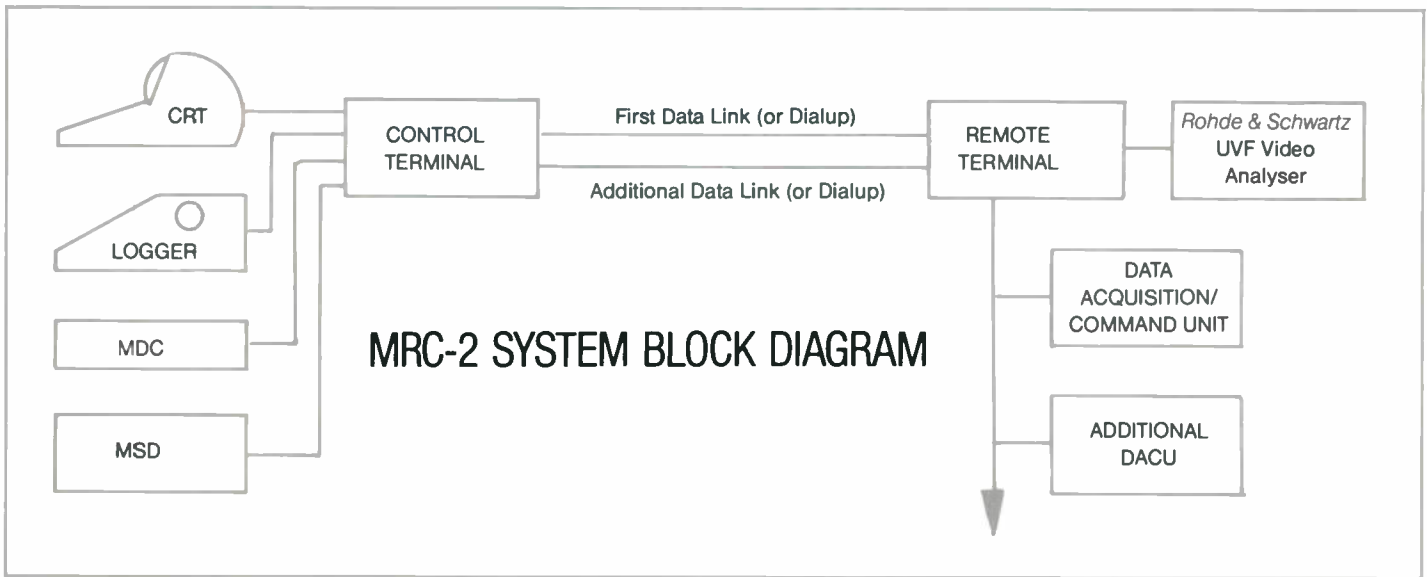 CRT
CONTROL
TERMINAL
First Data Link (or Dialup)
Additional Data Link (or Dialup)
REMOTE
TERMINAL
Rohde & Schwartz
UVF Video
Analyser
LOGGER
MDC
MSD
MRC-2 SYSTEM BLOCK DIAGRAM
DATA
ACQUISITION/
COMMAND UNIT
ADDITIONAL
DACU